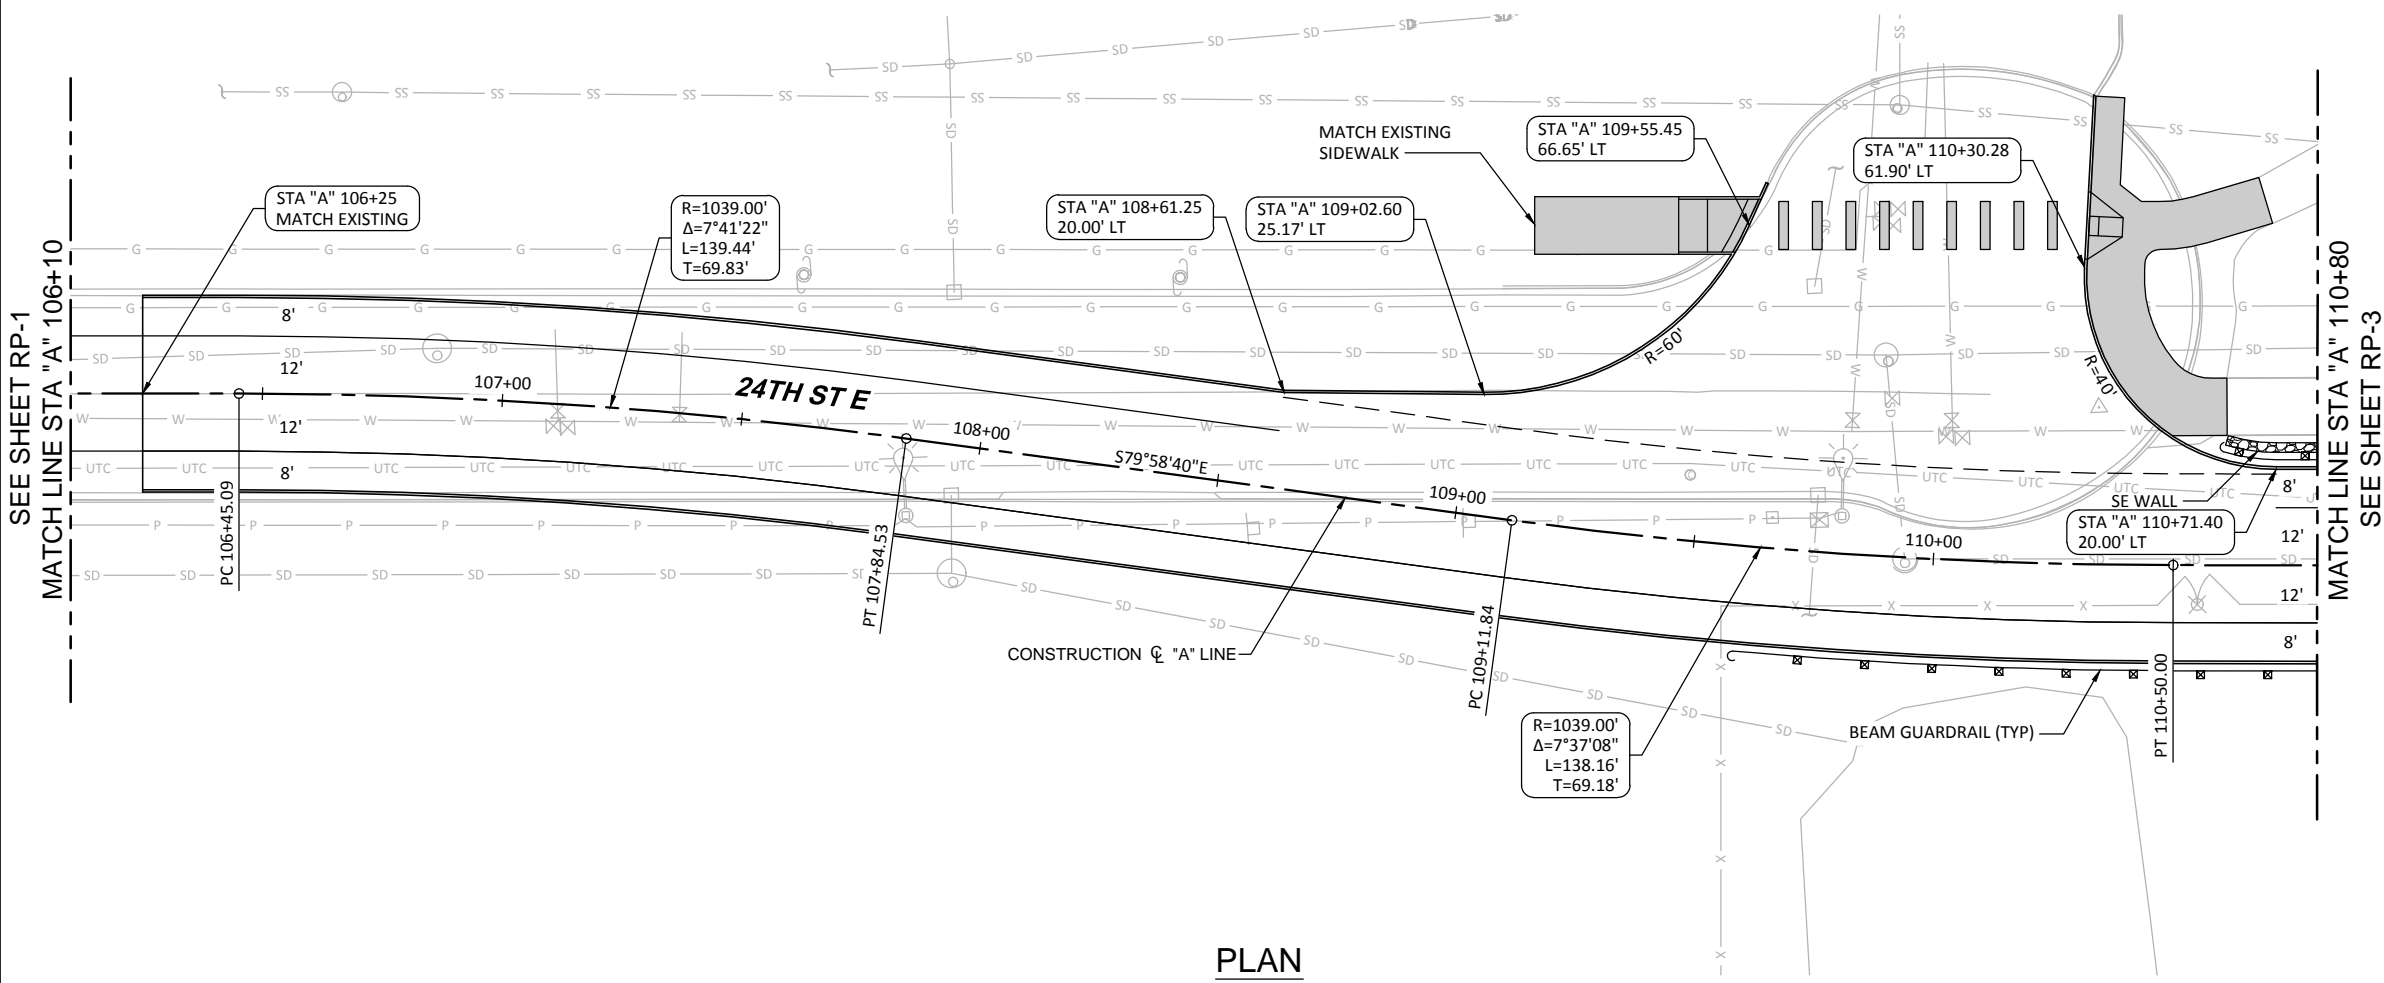 SEE SHEET RP-1
MATCH LINE STA "A" 106+10
STA "A" 106+25
MATCH EXISTING
R=1039.00'
Δ=7°41'22"
L=139.44'
T=69.83'
STA "A" 108+61.25
20.00' LT
STA "A" 109+02.60
25.17' LT
MATCH EXISTING
SIDEWALK
STA "A" 109+55.45
66.65' LT
STA "A" 110+30.28
61.90' LT
8'
12'
12'
8'
PC 106+45.09
107+00
24TH ST E
PT 107+84.53
108+00
S79°58'40"E
109+00
PC 109+11.84
R=60'
R=40'
110+00
SE WALL
STA "A" 110+71.40
20.00' LT
8'
12'
12'
8'
PT 110+50.00
CONSTRUCTION ℄ "A" LINE
R=1039.00'
Δ=7°37'08"
L=138.16'
T=69.18'
BEAM GUARDRAIL (TYP)
MATCH LINE STA "A" 110+80
SEE SHEET RP-3
PLAN